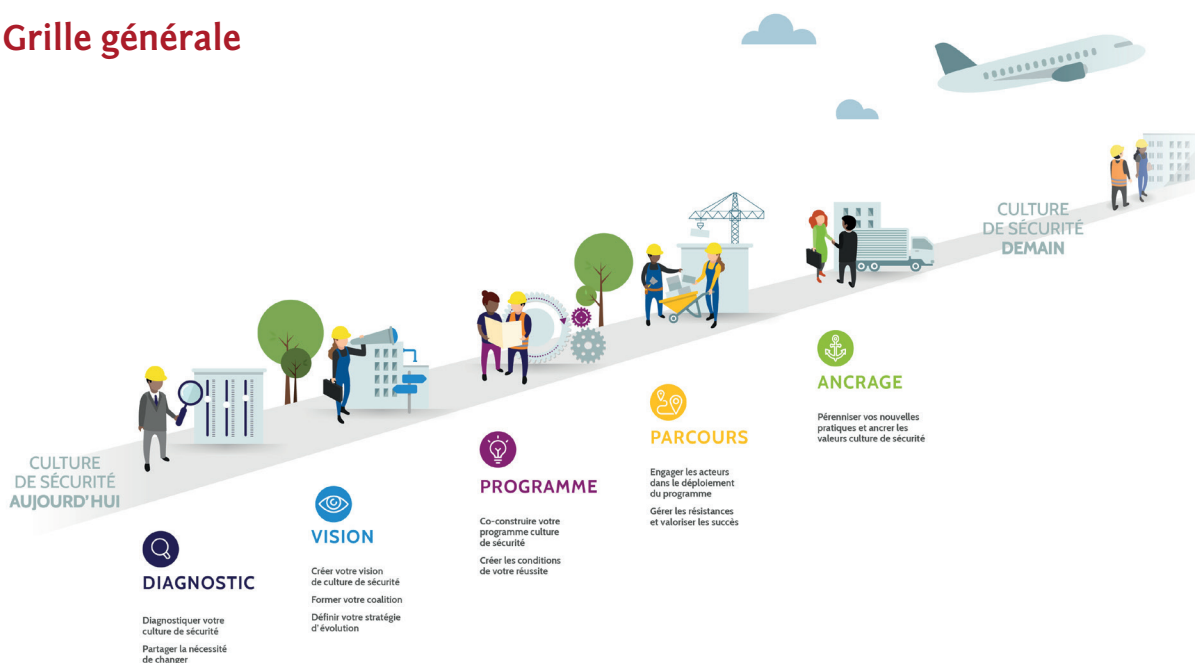 Grille générale
CULTURE
DE SÉCURITÉ
AUJOURD'HUI
DIAGNOSTIC
Diagnostiquer votre
culture de sécurité
Partager la nécessité
de changer
VISION
Créer votre vision
de culture de sécurité
Former votre coalition
Définir votre stratégie
d'évolution
PROGRAMME
Co-construire votre
programme culture
de sécurité
Créer les conditions
de votre réussite
PARCOURS
Engager les acteurs
dans le déploiement
du programme
Gérer les résistances
et valoriser les succès
ANCRAGE
Pérenniser vos nouvelles
pratiques et ancrer les
valeurs culture de sécurité
CULTURE
DE SÉCURITÉ
DEMAIN